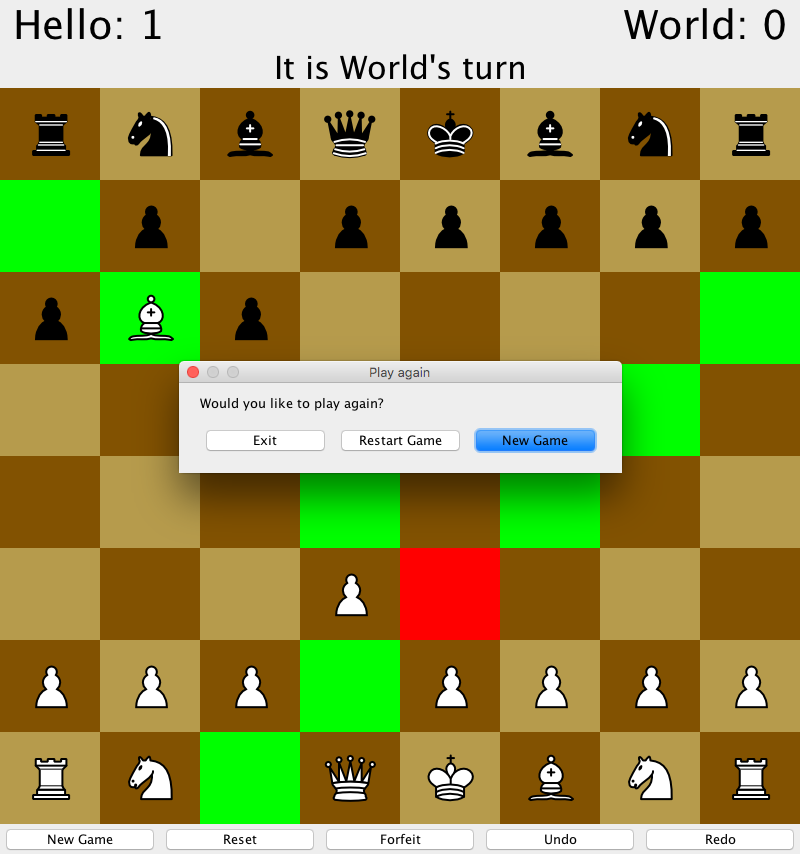 Hello: 1
World: 0
It is World's turn
Play again
Would you like to play again?
Exit
Restart Game
New Game
New Game
Reset
Forfeit
Undo
Redo